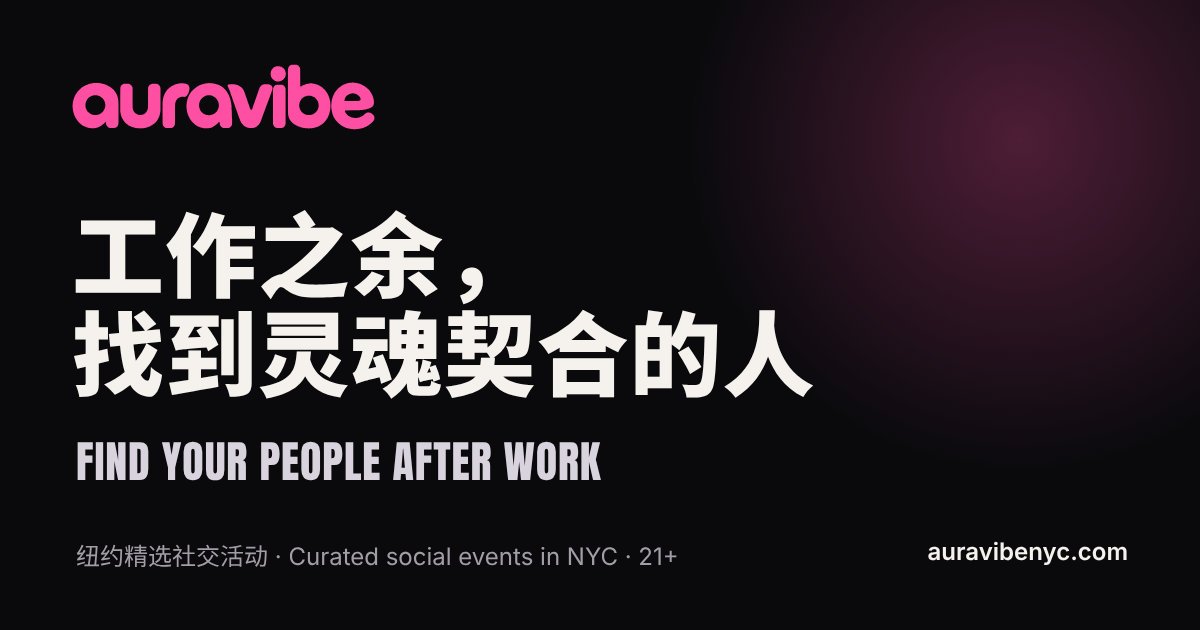 auravibe
工作之余，
找到灵魂契合的人
FIND YOUR PEOPLE AFTER WORK
纽约精选社交活动 · Curated social events in NYC · 21+
auravibenyc.com